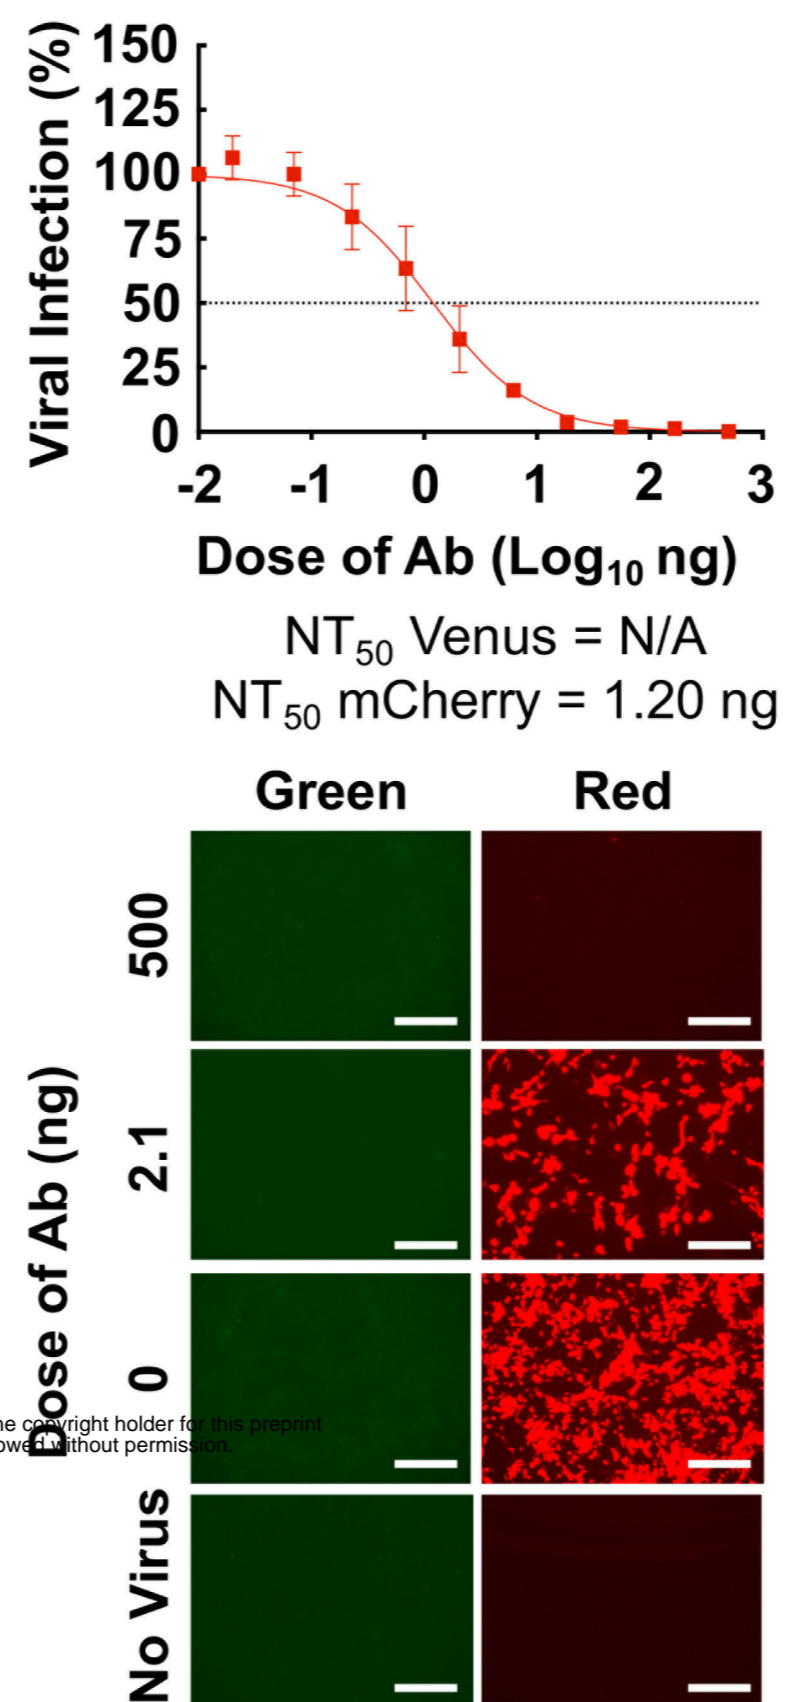 Viral Infection (%)
150
125
100
75
50
25
0
-2 -1 0 1 2 3
Dose of Ab (Log10 ng)
NT50 Venus = N/A
NT50 mCherry = 1.20 ng
Green Red
Dose of Ab (ng)
500
2.1
0
No Virus
he copyright holder for this preprint
owed without permission.